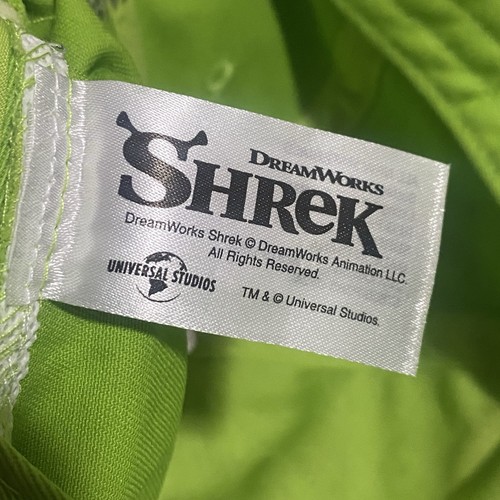 DREAMWORKS
SHREK
DreamWorks Shrek © DreamWorks Animation LLC.
All Rights Reserved.
UNIVERSAL STUDIOS
TM & © Universal Studios.